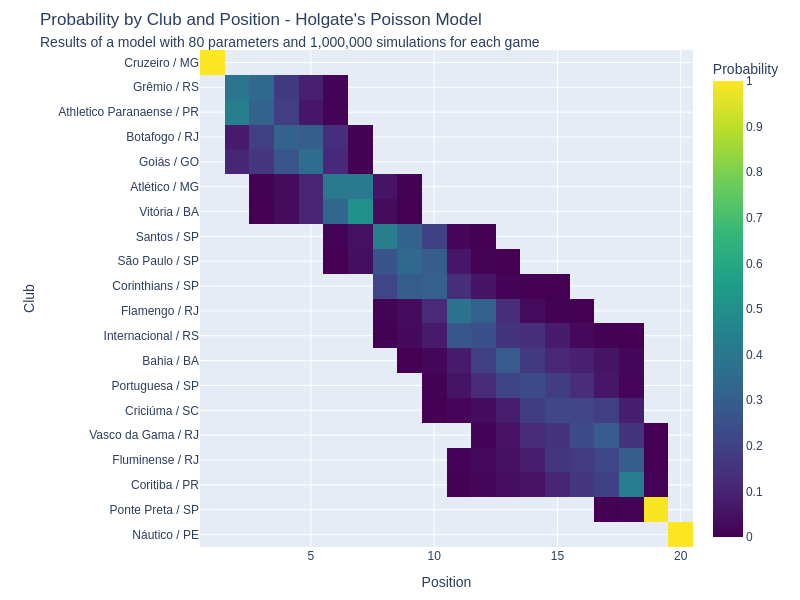 Probability by Club and Position - Holgate's Poisson Model
Results of a model with 80 parameters and 1,000,000 simulations for each game
Probability
Club
Cruzeiro / MG
Grêmio / RS
Athletico Paranaense / PR
Botafogo / RJ
Goiás / GO
Atlético / MG
Vitória / BA
Santos / SP
São Paulo / SP
Corinthians / SP
Flamengo / RJ
Internacional / RS
Bahia / BA
Portuguesa / SP
Criciúma / SC
Vasco da Gama / RJ
Fluminense / RJ
Coritiba / PR
Ponte Preta / SP
Náutico / PE
1
0.9
0.8
0.7
0.6
0.5
0.4
0.3
0.2
0.1
0
5 10 15 20
Position